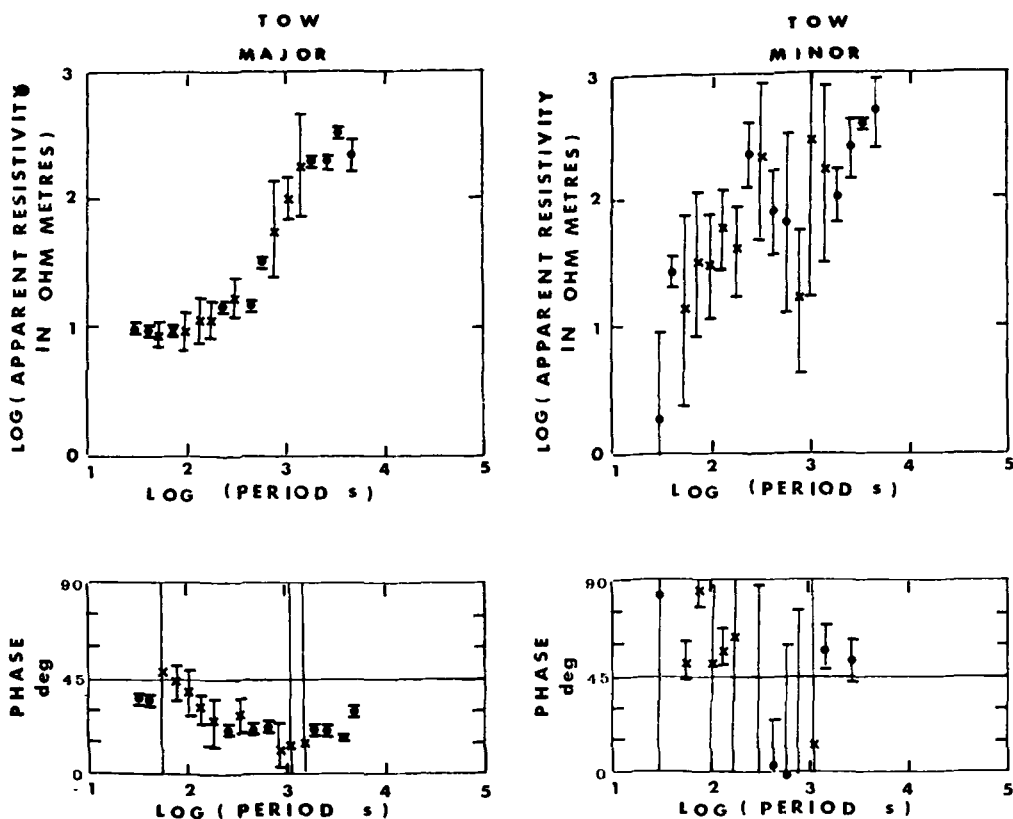 TOW
MAJOR
LOG(APPARENT RESISTIVITY
IN OHM METRES)
3
2
1
0
1 2 3 4 5
LOG (PERIOD s)
TOW
MINOR
LOG(APPARENT RESISTIVITY
IN OHM METRES)
3
2
1
0
1 2 3 4 5
LOG (PERIOD s)
PHASE
deg
90
45
0
1 2 3 4 5
LOG (PERIOD s)
PHASE
deg
90
45
0
1 2 3 4 5
LOG (PERIOD s)